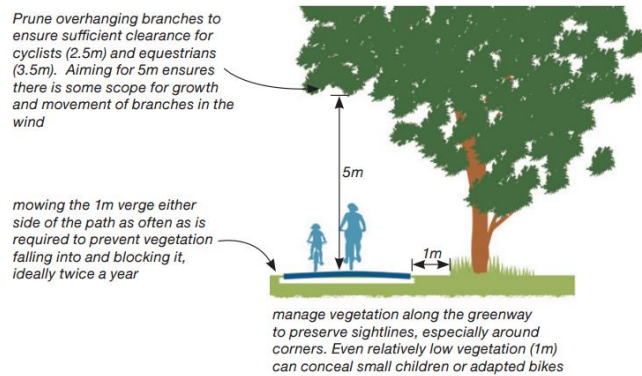 Prune overhanging branches to
ensure sufficient clearance for
cyclists (2.5m) and equestrians
(3.5m).  Aiming for 5m ensures
there is some scope for growth
and movement of branches in the
wind
5m
mowing the 1m verge either
side of the path as often as is
required to prevent vegetation
falling into and blocking it,
ideally twice a year
1m
manage vegetation along the greenway
to preserve sightlines, especially around
corners. Even relatively low vegetation (1m)
can conceal small children or adapted bikes